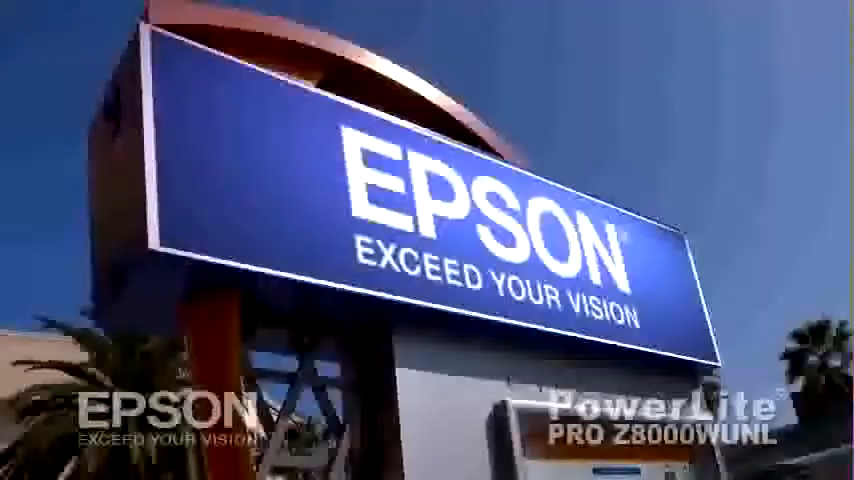 EPSON®
EXCEED YOUR VISION
EPSON
EXCEED YOUR VISION
PowerLite®
PRO Z8000WUNL